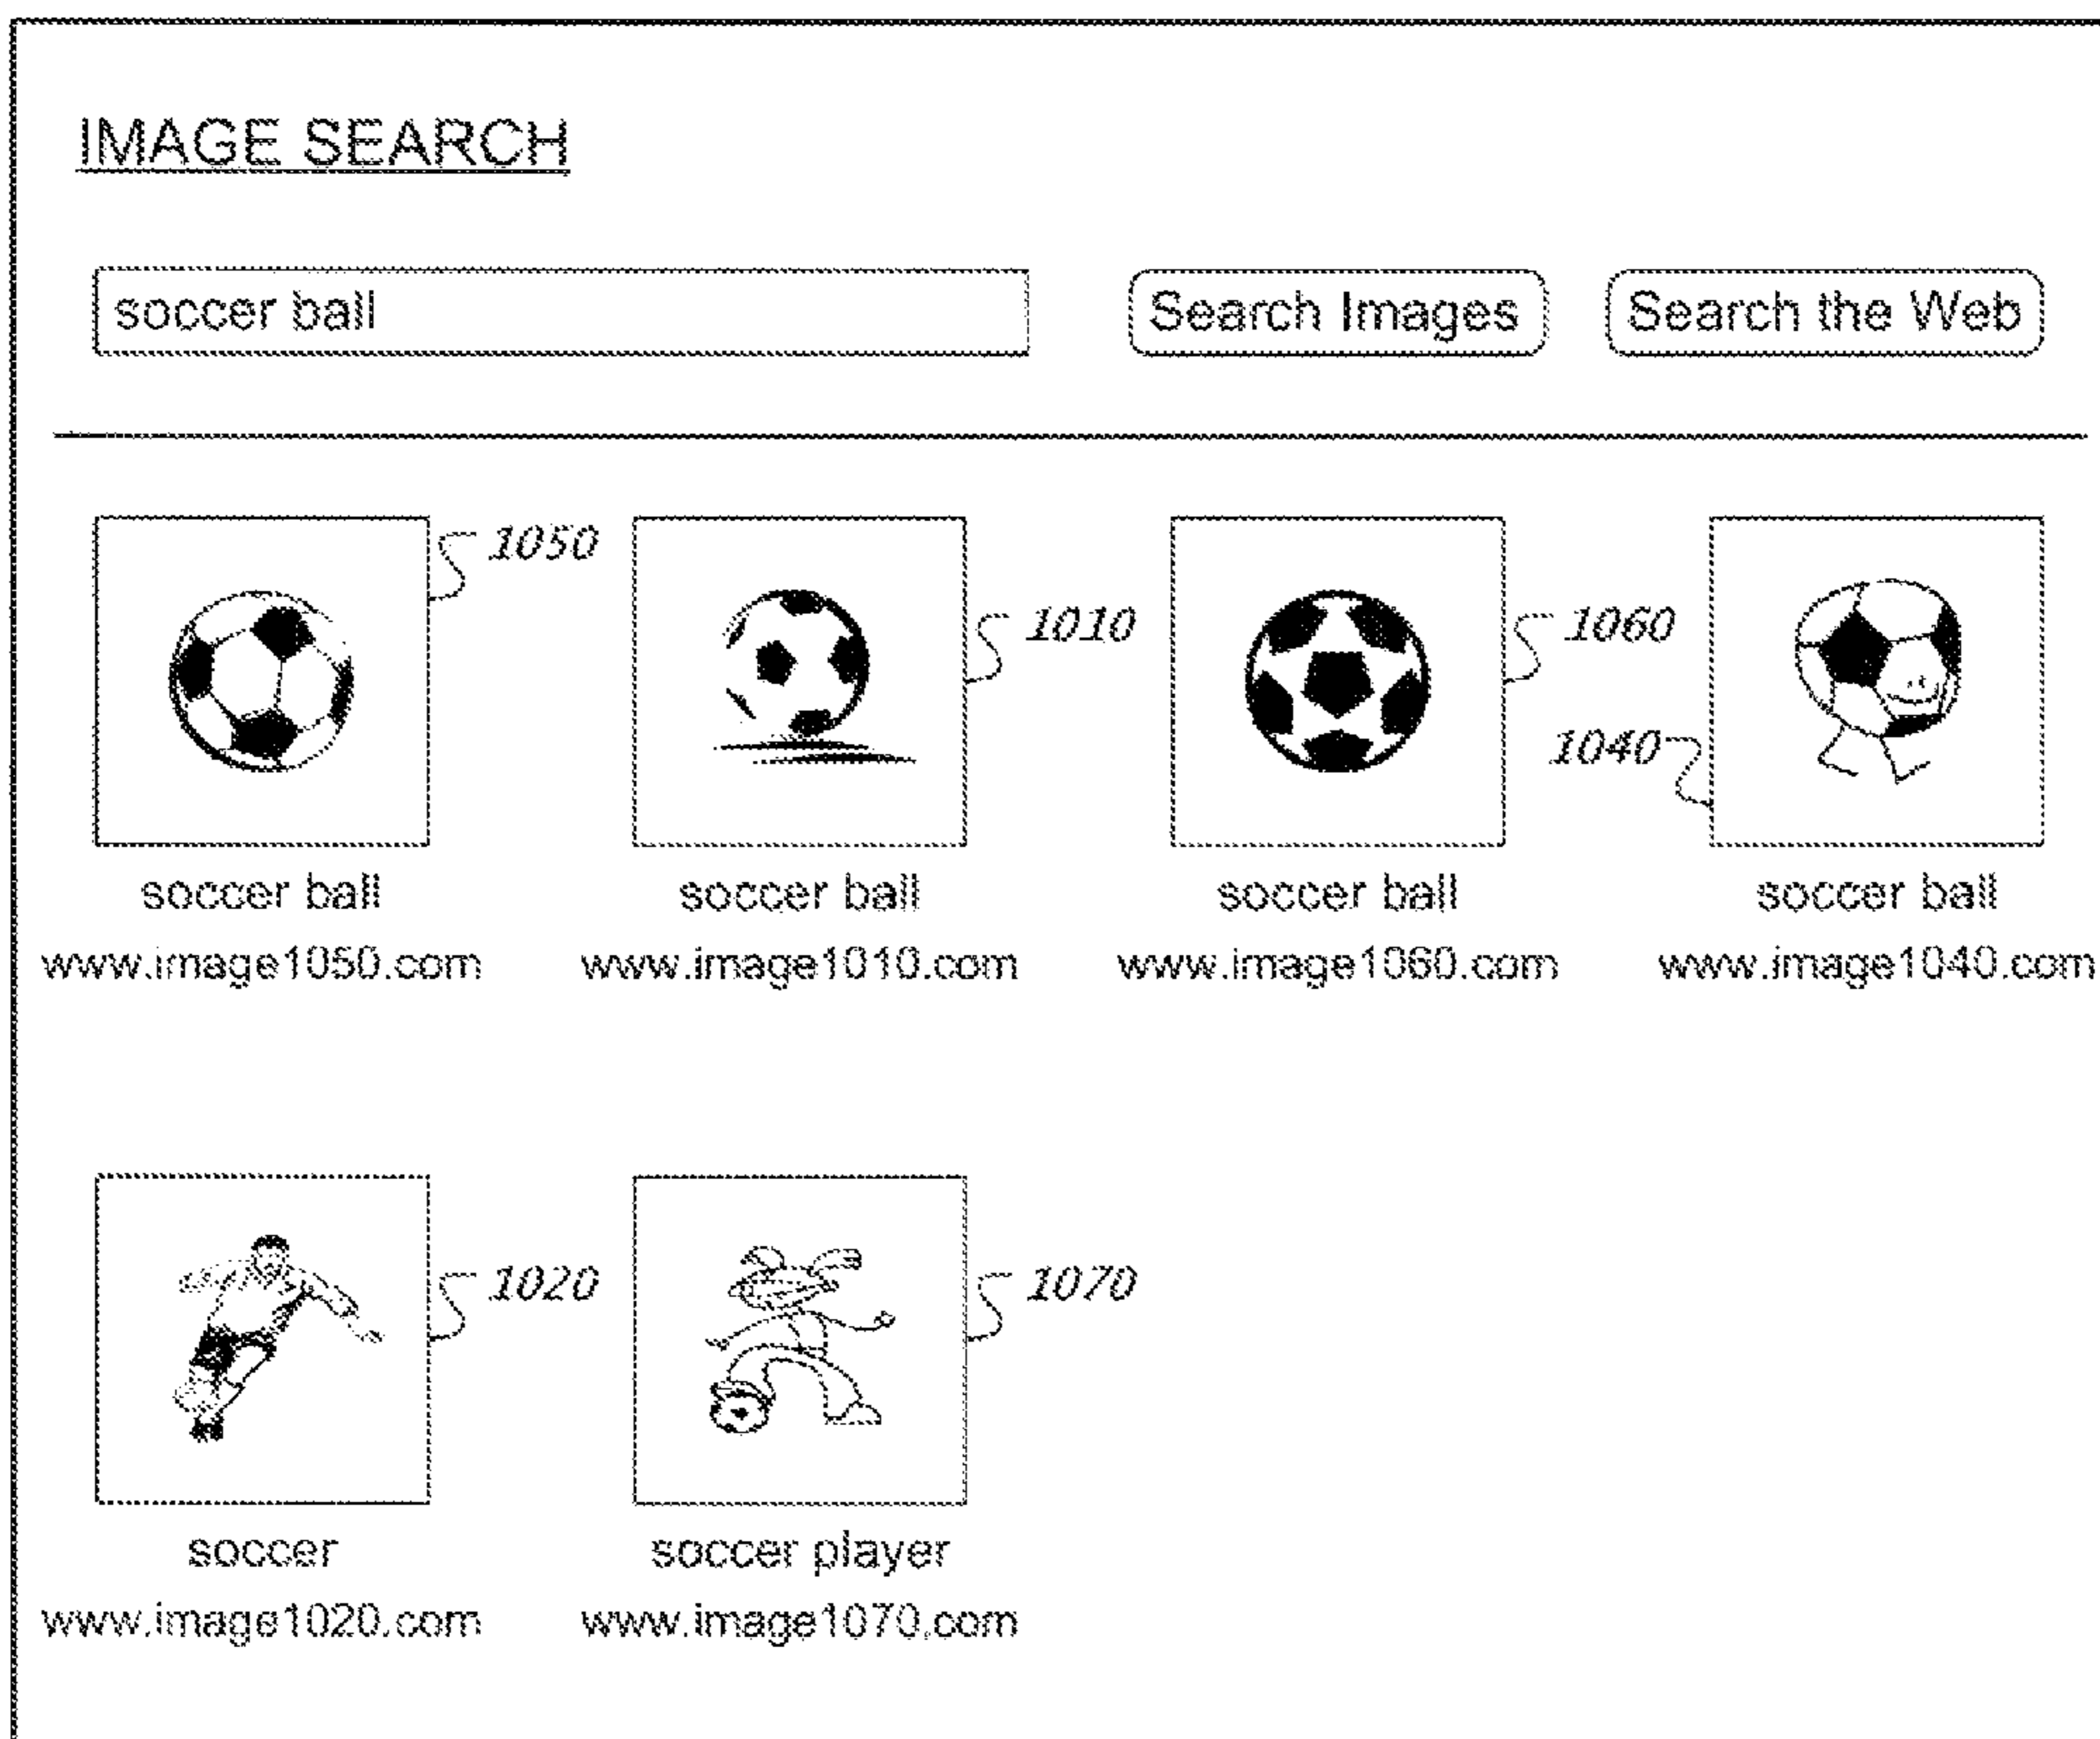 IMAGE SEARCH
soccer ball Search Images Search the Web
1050 1010 1060 1040
soccer ball soccer ball soccer ball soccer ball
www.image1050.com www.image1010.com www.image1060.com www.image1040.com
1020 1070
soccer soccer player
www.image1020.com www.image1070.com